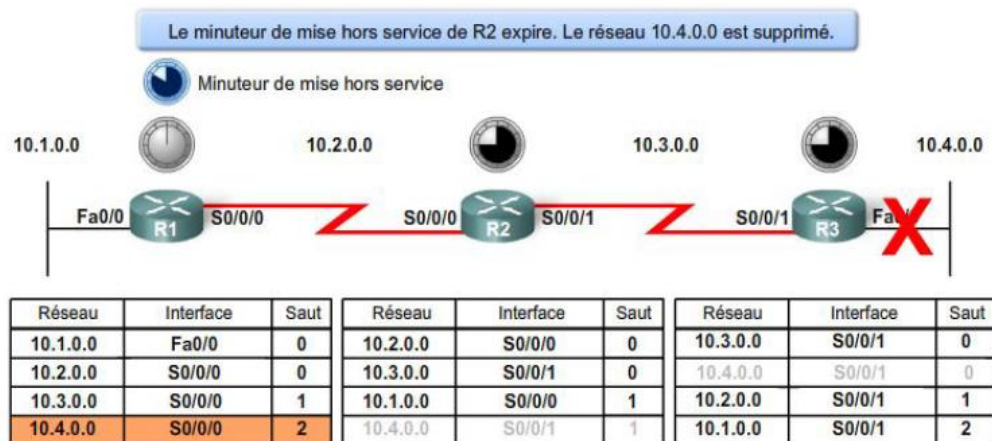 Le minuteur de mise hors service de R2 expire. Le réseau 10.4.0.0 est supprimé.
Minuteur de mise hors service
10.1.0.0 10.2.0.0 10.3.0.0 10.4.0.0
Fa0/0 R1 S0/0/0 S0/0/0 R2 S0/0/1 S0/0/1 R3
Réseau Interface Saut Réseau Interface Saut Réseau Interface Saut
10.1.0.0 Fa0/0 0 10.2.0.0 S0/0/0 0 10.3.0.0 S0/0/1 0
10.2.0.0 S0/0/0 0 10.3.0.0 S0/0/1 0 10.4.0.0 S0/0/1 0
10.3.0.0 S0/0/0 1 10.1.0.0 S0/0/0 1 10.2.0.0 S0/0/1 1
10.4.0.0 S0/0/0 2 10.4.0.0 S0/0/1 1 10.1.0.0 S0/0/1 2